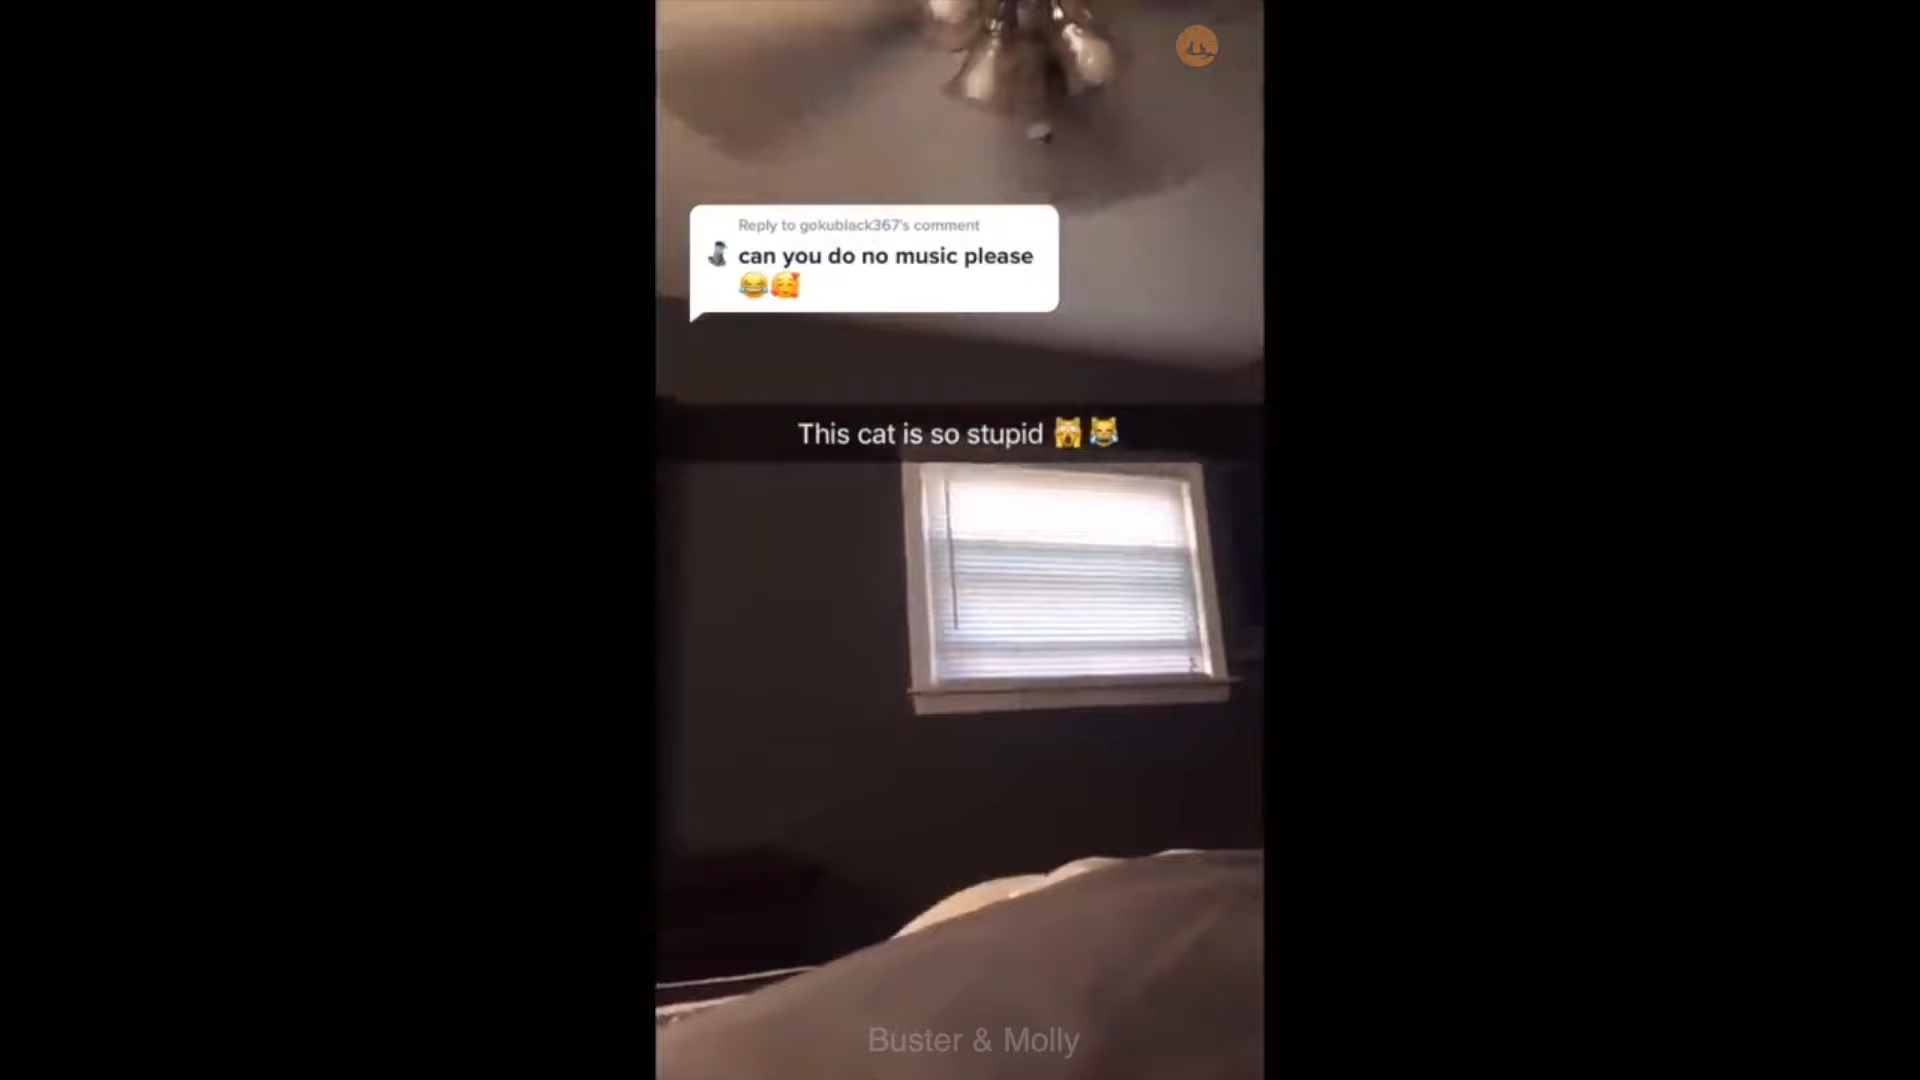 Reply to gokublack367's comment
can you do no music please
😂🥰
This cat is so stupid 🙀😹
Buster & Molly